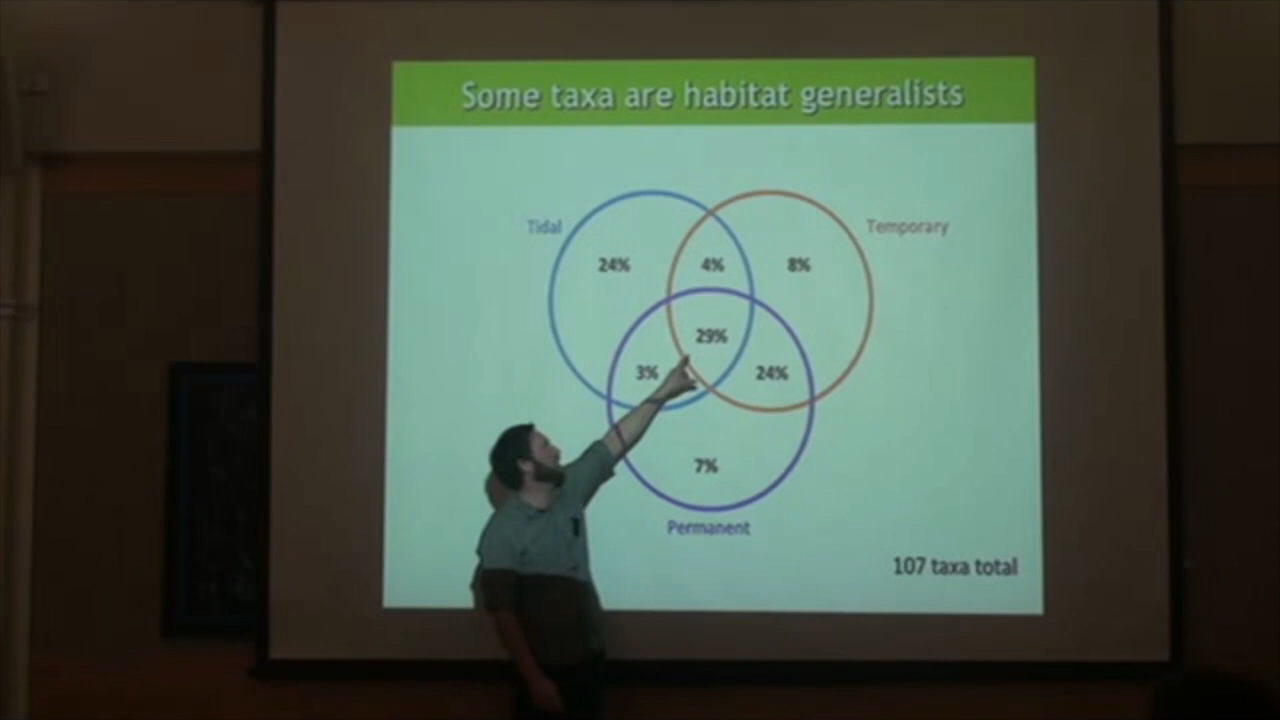 Some taxa are habitat generalists
Tidal
Temporary
24%
4%
8%
29%
3%
24%
7%
Permanent
107 taxa total